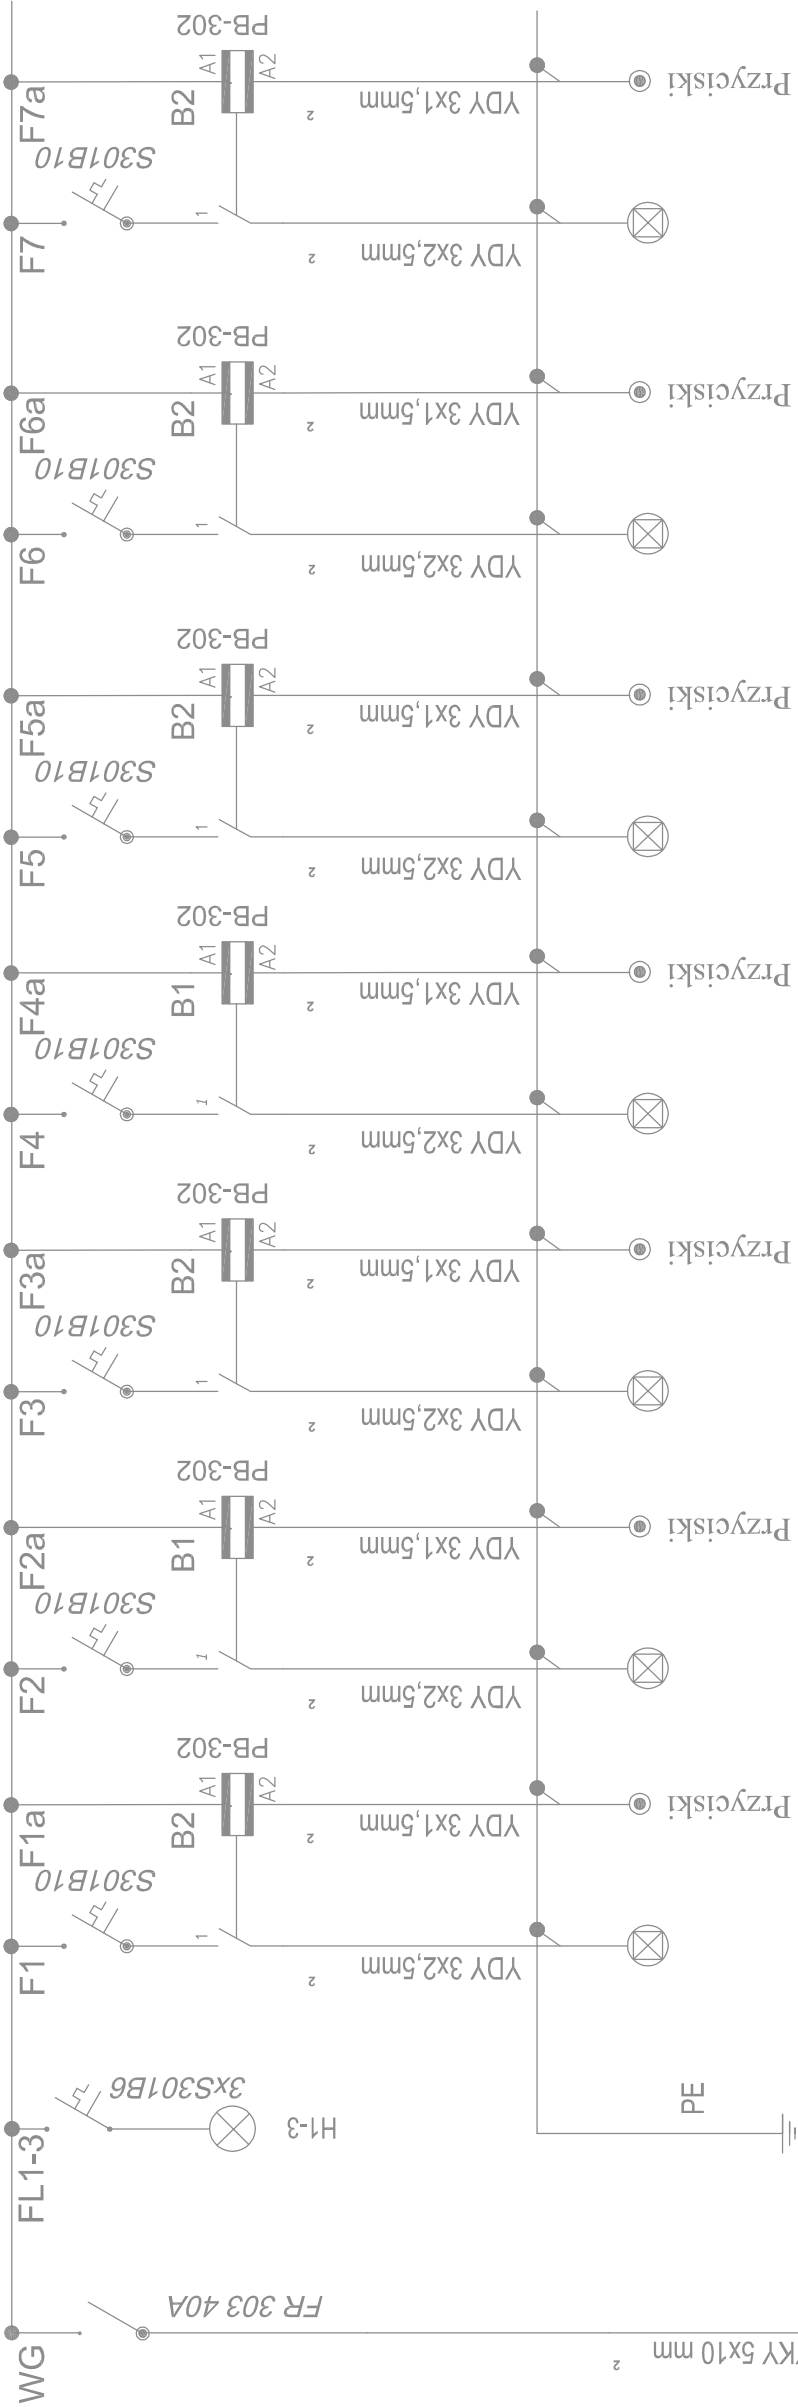 PB-302
A1
A2
B2
F7a
YDY 3x1,5mm
2
Przyciski
S301B10
1
F7
YDY 3x2,5mm
2
PB-302
A1
A2
B2
F6a
YDY 3x1,5mm
2
Przyciski
S301B10
1
F6
YDY 3x2,5mm
2
PB-302
A1
A2
B2
F5a
YDY 3x1,5mm
2
Przyciski
S301B10
1
F5
YDY 3x2,5mm
2
PB-302
A1
A2
B1
F4a
YDY 3x1,5mm
2
Przyciski
S301B10
1
F4
YDY 3x2,5mm
2
PB-302
A1
A2
B2
F3a
YDY 3x1,5mm
2
Przyciski
S301B10
1
F3
YDY 3x2,5mm
2
PB-302
A1
A2
B1
F2a
YDY 3x1,5mm
2
Przyciski
S301B10
1
F2
YDY 3x2,5mm
2
PB-302
A1
A2
B2
F1a
YDY 3x1,5mm
2
Przyciski
S301B10
1
F1
YDY 3x2,5mm
2
3xS301B6
FL1-3
H1-3
PE
FR 303 40A
WG
KY 5x10 mm
2